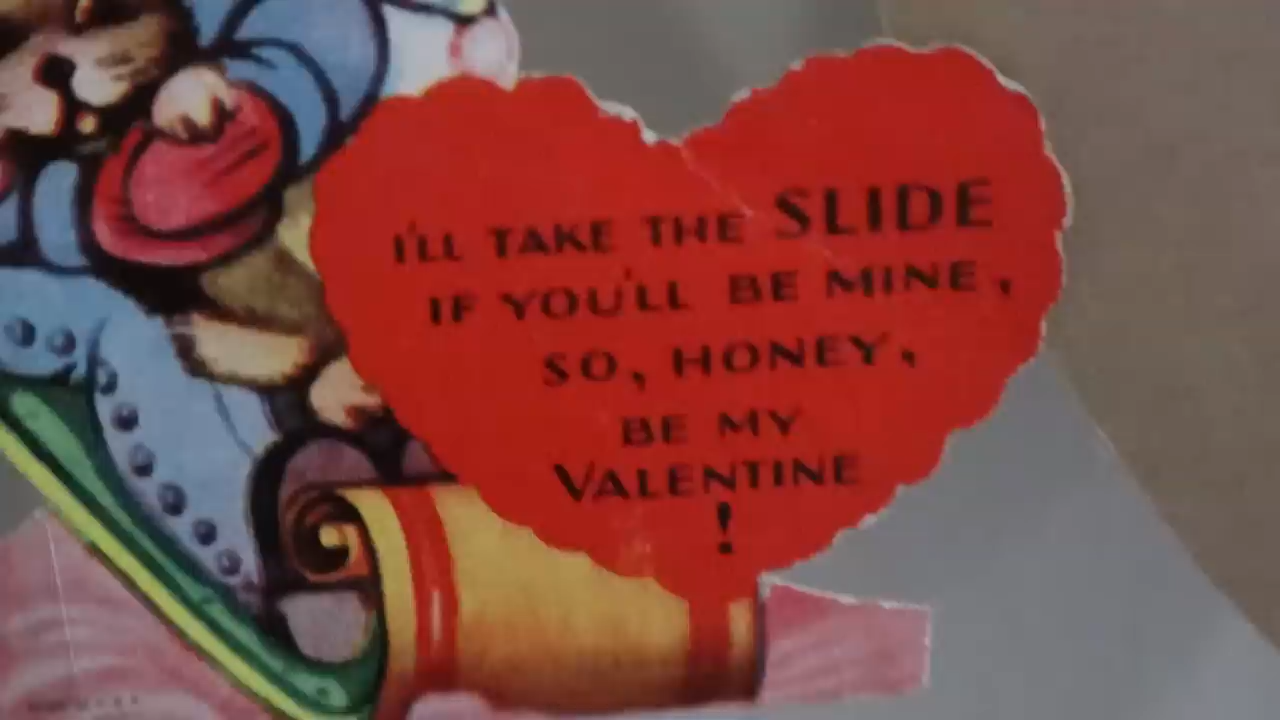 I'LL TAKE THE SLIDE
IF YOU'LL BE MINE,
SO, HONEY,
BE MY
VALENTINE
!